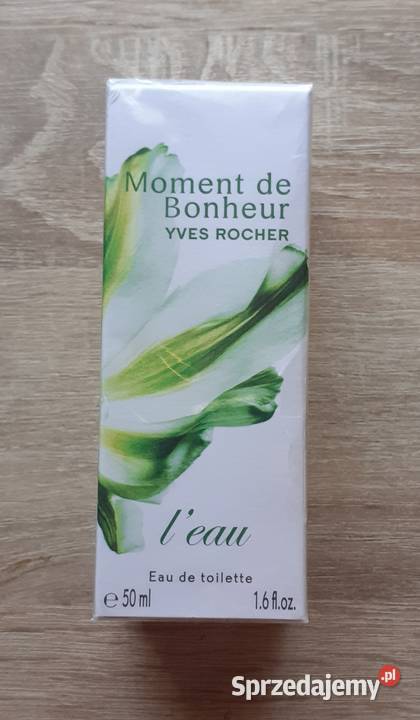 Moment de
Bonheur
YVES ROCHER
l'eau
Eau de toilette
℮ 50 ml 1.6 fl.oz.
Sprzedajemy.pl